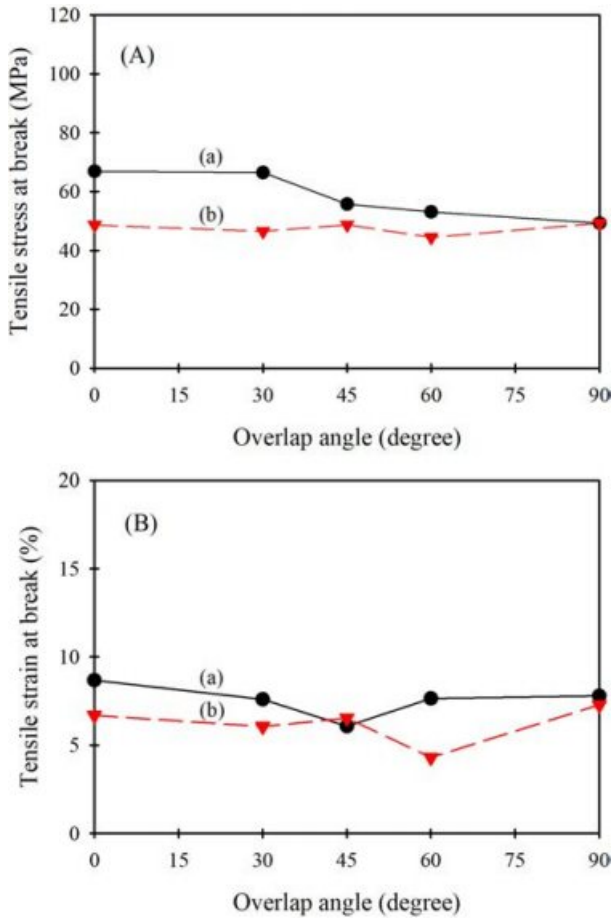 120
100
80
60
40
20
0
Tensile stress at break (MPa)
(A)
(a)
(b)
0 15 30 45 60 75 90
Overlap angle (degree)
20
15
10
5
0
Tensile strain at break (%)
(B)
(a)
(b)
0 15 30 45 60 75 90
Overlap angle (degree)